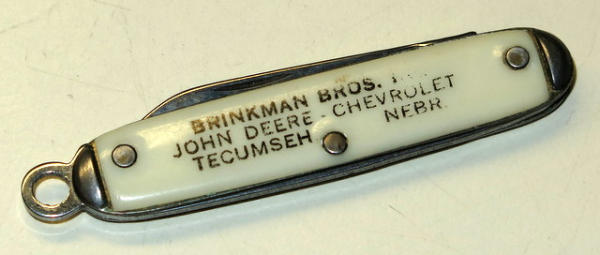 BRINKMAN BROS.
JOHN DEERE - CHEVROLET
TECUMSEH NEBR.